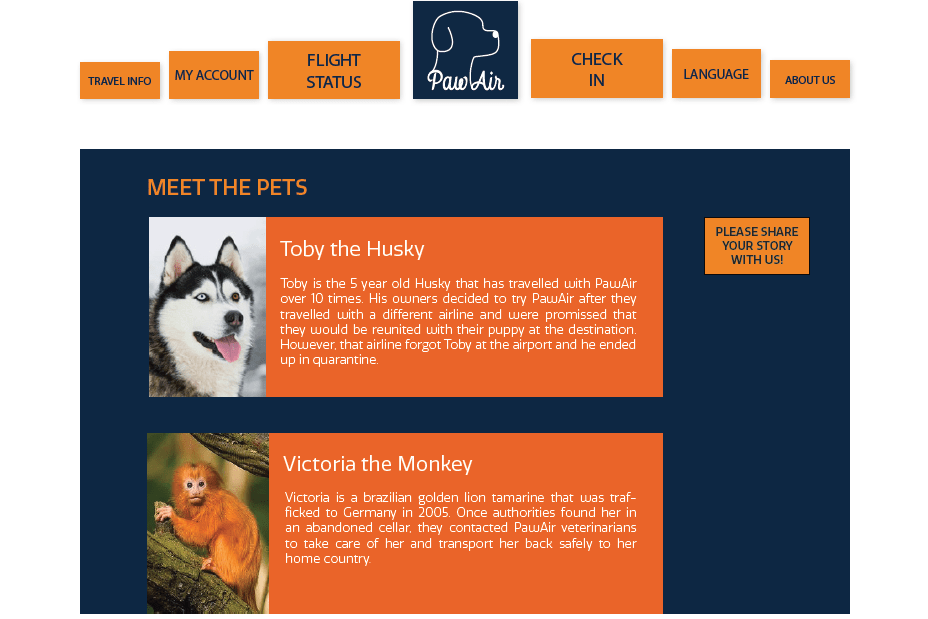 TRAVEL INFO
MY ACCOUNT
FLIGHT
STATUS
PawAir
CHECK
IN
LANGUAGE
ABOUT US
MEET THE PETS
Toby the Husky
Toby is the 5 year old Husky that has travelled with PawAir
over 10 times. His owners decided to try PawAir after they
travelled with a different airline and were promissed that
they would be reunited with their puppy at the destination.
However, that airline forgot Toby at the airport and he ended
up in quarantine.
PLEASE SHARE
YOUR STORY
WITH US!
Victoria the Monkey
Victoria is a brazilian golden lion tamarine that was traf-
ficked to Germany in 2005. Once authorities found her in
an abandoned cellar, they contacted PawAir veterinarians
to take care of her and transport her back safely to her
home country.